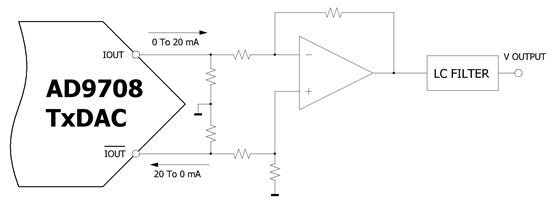 IOUT
0 To 20 mA
AD9708
TxDAC
−
+
LC FILTER
V OUTPUT
IOUT
20 To 0 mA